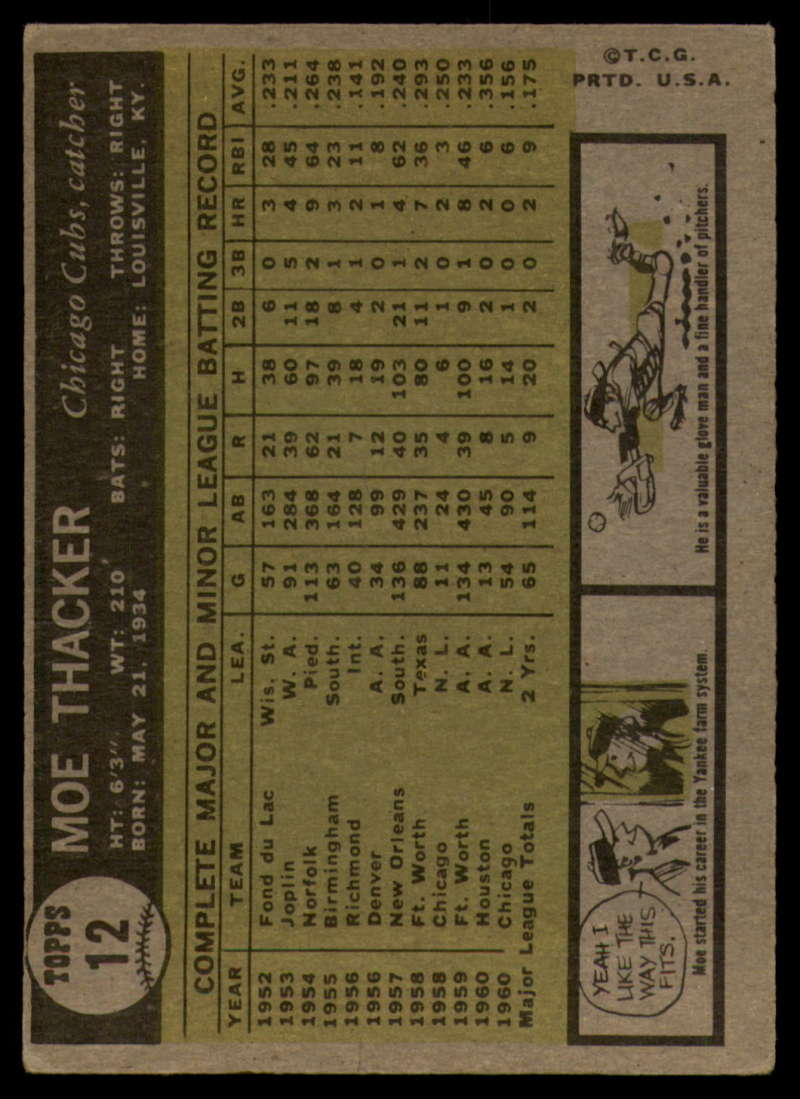 TOPPS
12
MOE THACKER Chicago Cubs, catcher
HT: 6'3" WT: 210 BATS: RIGHT THROWS: RIGHT
BORN: MAY 21, 1934 HOME: LOUISVILLE, KY.
COMPLETE MAJOR AND MINOR LEAGUE BATTING RECORD
YEAR TEAM LEA. G AB R H 2B 3B HR RBI AVG.
1952 Fond du Lac Wis. St. 57 163 21 38 6 0 3 28 .233
1953 Joplin W. A. 91 284 39 60 11 5 4 45 .211
1954 Norfolk Pied. 113 368 62 97 18 2 9 64 .264
1955 Birmingham South. 63 164 21 39 8 1 3 23 .238
1956 Richmond Int. 40 128 7 18 4 1 2 11 .141
1956 Denver A. A. 34 99 12 19 2 0 1 8 .192
1957 New Orleans South. 136 429 40 103 21 1 4 62 .240
1958 Ft. Worth Texas 88 237 35 80 11 2 7 36 .293
1958 Chicago N. L. 11 24 4 6 1 0 2 3 .250
1959 Ft. Worth A. A. 134 430 39 100 9 1 8 46 .233
1960 Houston A. A. 13 45 8 16 2 0 2 6 .356
1960 Chicago N. L. 54 90 5 14 1 0 0 6 .156
Major League Totals 2 Yrs. 65 114 9 20 2 0 2 9 .175
YEAH I
LIKE THE
WAY THIS
FITS.
Moe started his career in the Yankee farm system.
He is a valuable glove man and a fine handler of pitchers.
©T.C.G.
PRTD. U.S.A.